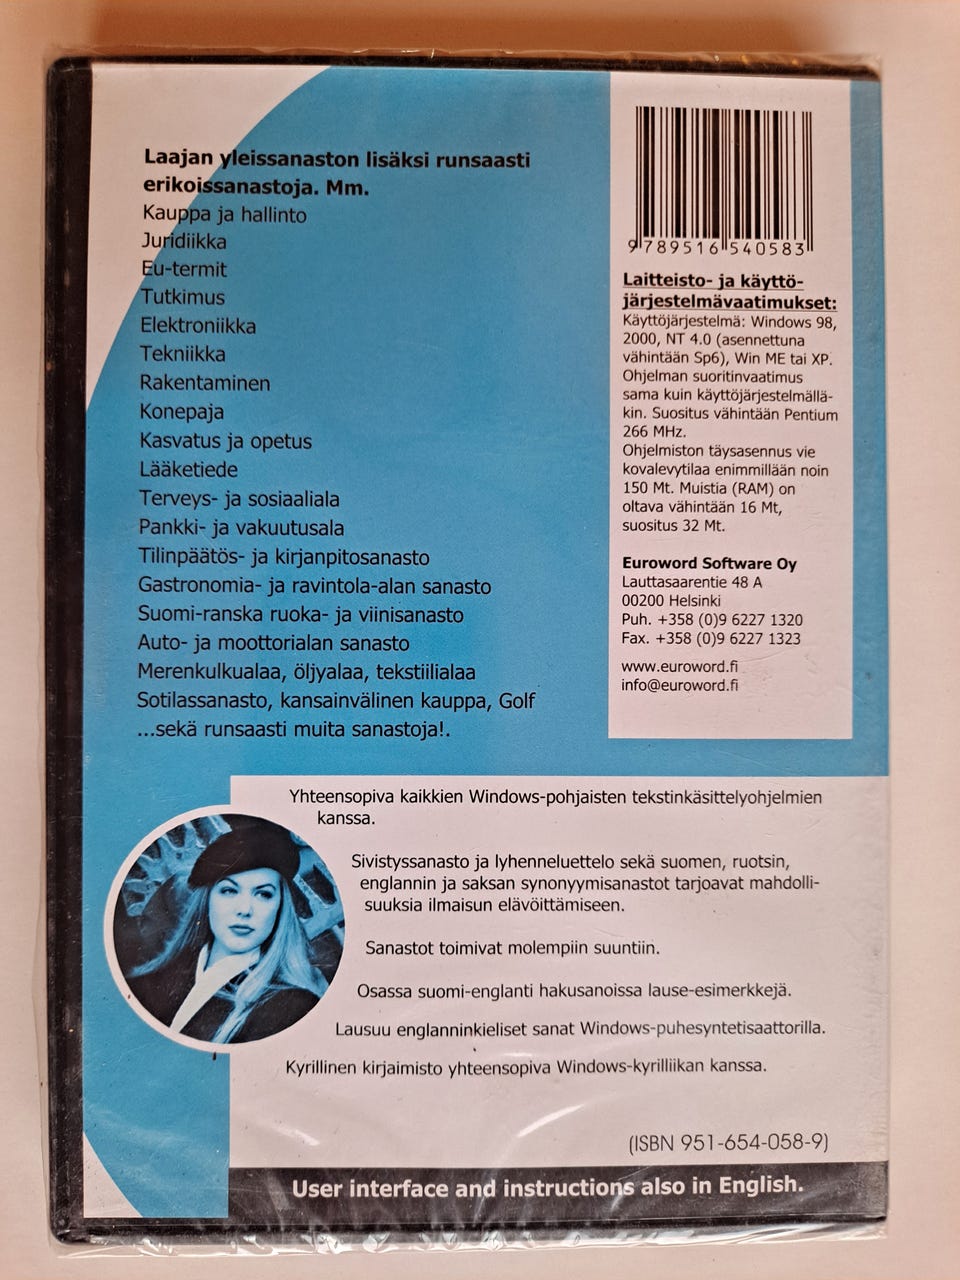 Laajan yleissanaston lisäksi runsaasti
erikoissanastoja. Mm.
Kauppa ja hallinto
Juridiikka
Eu-termit
Tutkimus
Elektroniikka
Tekniikka
Rakentaminen
Konepaja
Kasvatus ja opetus
Lääketiede
Terveys- ja sosiaaliala
Pankki- ja vakuutusala
Tilinpäätös- ja kirjanpitosanasto
Gastronomia- ja ravintola-alan sanasto
Suomi-ranska ruoka- ja viinisanasto
Auto- ja moottorialan sanasto
Merenkulkualaa, öljyalaa, tekstiilialaa
Sotilassanasto, kansainvälinen kauppa, Golf
...sekä runsaasti muita sanastoja!.
9 789516 540583
Laitteisto- ja käyttö-
järjestelmävaatimukset:
Käyttöjärjestelmä: Windows 98,
2000, NT 4.0 (asennettuna
vähintään Sp6), Win ME tai XP.
Ohjelman suoritinvaatimus
sama kuin käyttöjärjestelmällä-
kin. Suositus vähintään Pentium
266 MHz.
Ohjelmiston täysasennus vie
kovalevytilaa enimmillään noin
150 Mt. Muistia (RAM) on
oltava vähintään 16 Mt,
suositus 32 Mt.
Euroword Software Oy
Lauttasaarentie 48 A
00200 Helsinki
Puh. +358 (0)9 6227 1320
Fax. +358 (0)9 6227 1323
www.euroword.fi
info@euroword.fi
Yhteensopiva kaikkien Windows-pohjaisten tekstinkäsittelyohjelmien
kanssa.
Sivistyssanasto ja lyhenneluettelo sekä suomen, ruotsin,
englannin ja saksan synonyymisanastot tarjoavat mahdolli-
suuksia ilmaisun elävöittämiseen.
Sanastot toimivat molempiin suuntiin.
Osassa suomi-englanti hakusanoissa lause-esimerkkejä.
Lausuu englanninkieliset sanat Windows-puhesyntetisaattorilla.
Kyrillinen kirjaimisto yhteensopiva Windows-kyrilliikan kanssa.
(ISBN 951-654-058-9)
User interface and instructions also in English.